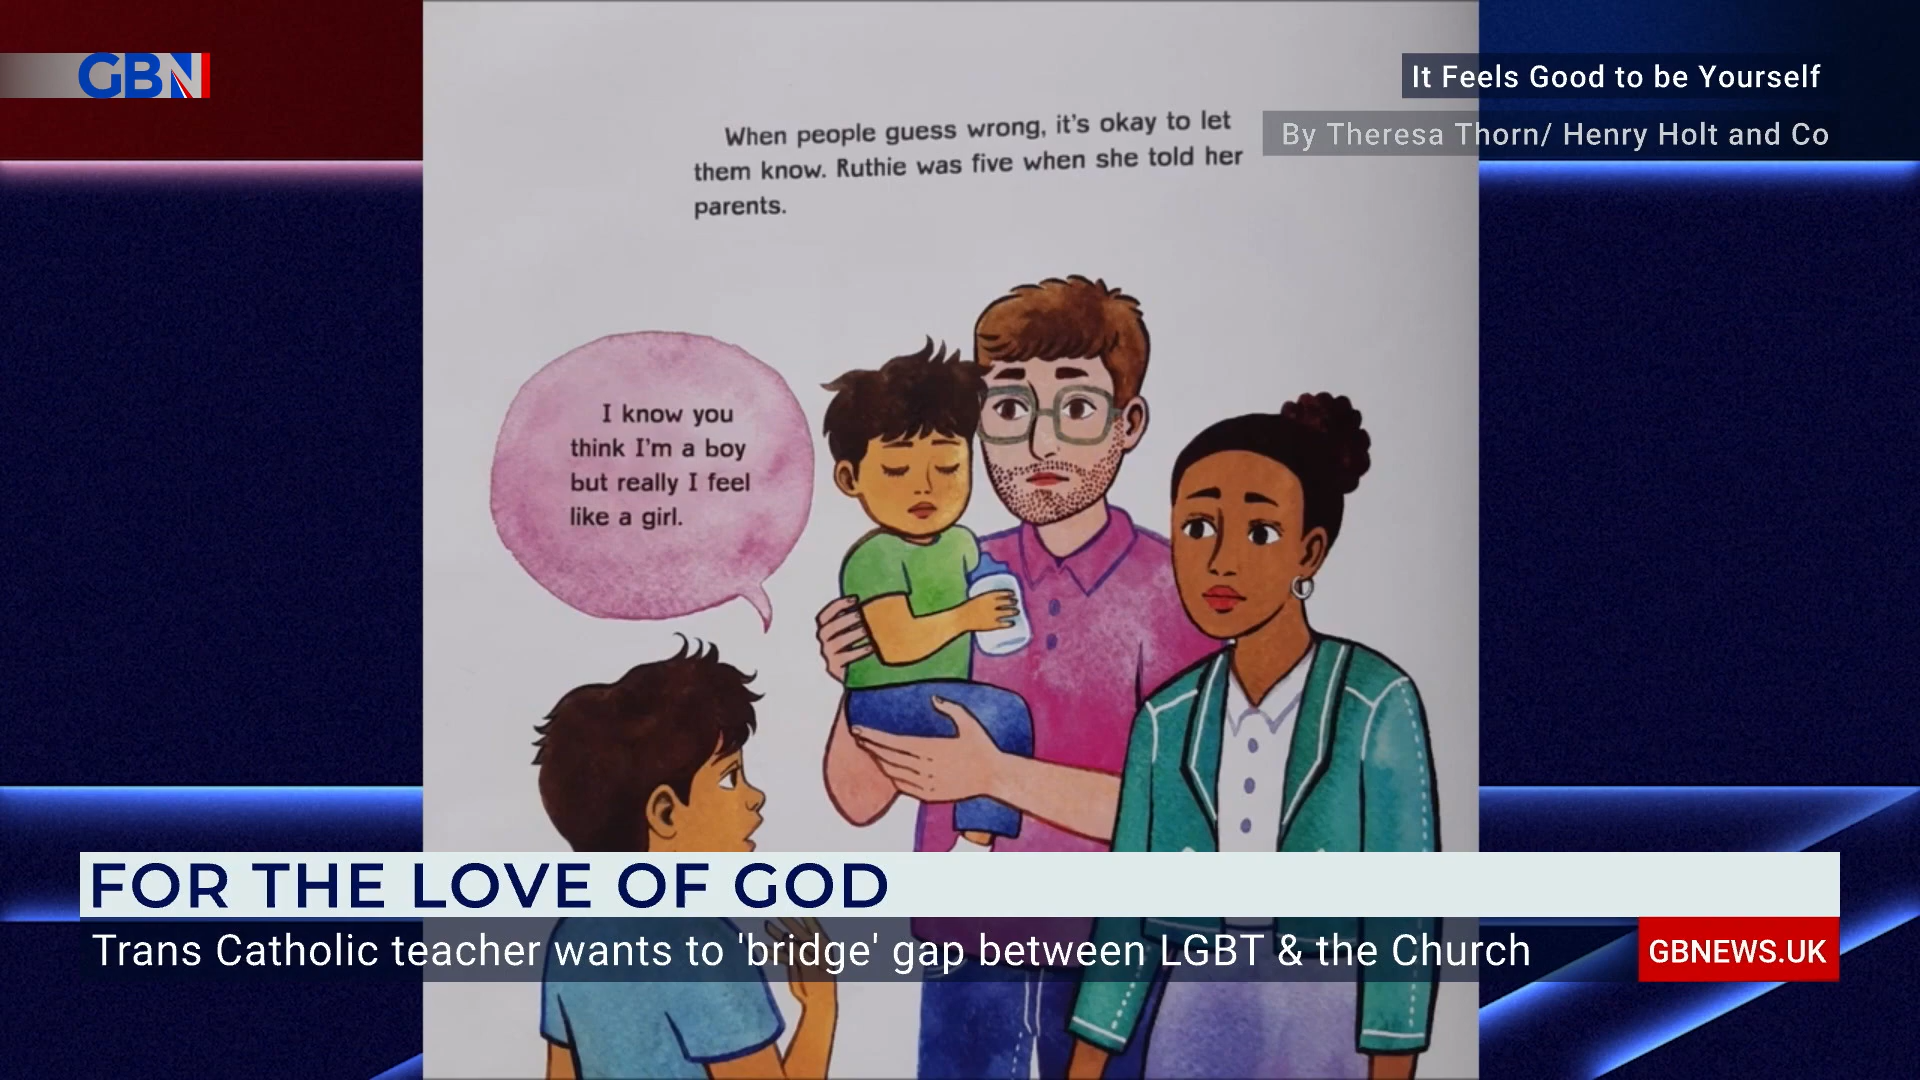 GBN
It Feels Good to be Yourself
By Theresa Thorn/ Henry Holt and Co
When people guess wrong, it's okay to let
them know. Ruthie was five when she told her
parents.
I know you
think I'm a boy
but really I feel
like a girl.
FOR THE LOVE OF GOD
Trans Catholic teacher wants to 'bridge' gap between LGBT & the Church
GBNEWS.UK